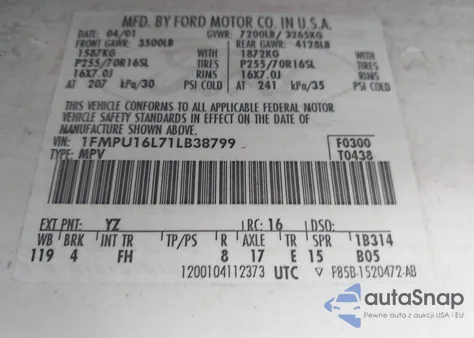 MFD. BY FORD MOTOR CO. IN U.S.A.
DATE: 04/01 GVWR: 7200LB/ 3265KG
FRONT GAWR: 3500LB REAR GAWR: 4128LB
1587KG WITH 1872KG WITH
P255/70R16SL TIRES P255/70R16SL TIRES
16X7.0J RIMS 16X7.0J RIMS
AT 207 kPa/30 PSI COLD AT 241 kPa/35 PSI COLD
THIS VEHICLE CONFORMS TO ALL APPLICABLE FEDERAL MOTOR
VEHICLE SAFETY STANDARDS IN EFFECT ON THE DATE OF
MANUFACTURE SHOWN ABOVE.
VIN: 1FMPU16L71LB38799 F0300
TYPE: MPV T0438
EXT PNT: YZ RC: 16 DSO:
WB BRK INT TR TP/PS R AXLE TR SPR 1B314
119 4 FH 8 17 E 15 B05
1200104112373 UTC ▽ F85B-1520472-AB
autoSnap
Pewne auta z aukcji USA i EU